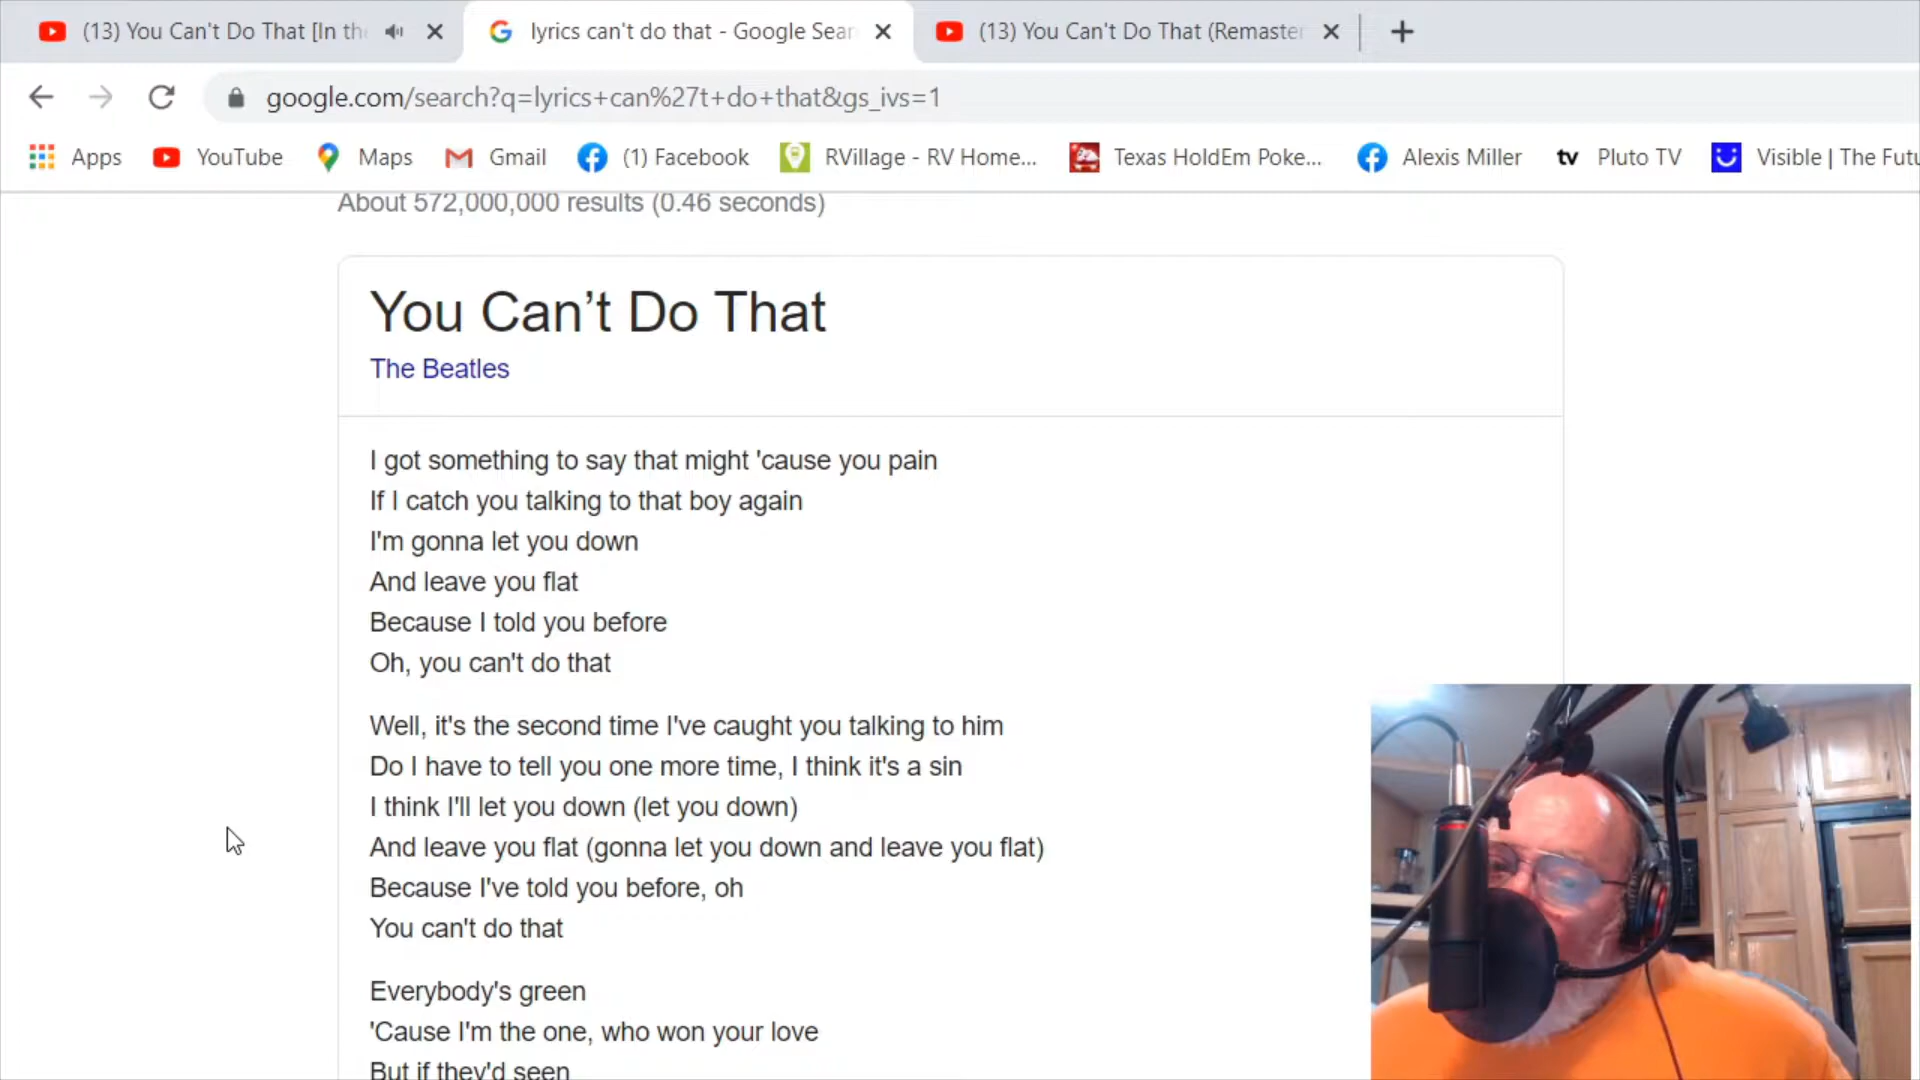 (13) You Can't Do That [In the
lyrics can't do that - Google Sear
(13) You Can't Do That (Remaster
google.com/search?q=lyrics+can%27t+do+that&gs_ivs=1
Apps
YouTube
Maps
Gmail
(1) Facebook
RVillage - RV Home...
Texas HoldEm Poke...
Alexis Miller
tv Pluto TV
Visible | The Futu
About 572,000,000 results (0.46 seconds)
You Can’t Do That
The Beatles
I got something to say that might 'cause you pain
If I catch you talking to that boy again
I'm gonna let you down
And leave you flat
Because I told you before
Oh, you can't do that
Well, it's the second time I've caught you talking to him
Do I have to tell you one more time, I think it's a sin
I think I'll let you down (let you down)
And leave you flat (gonna let you down and leave you flat)
Because I've told you before, oh
You can't do that
Everybody's green
'Cause I'm the one, who won your love
But if they'd seen